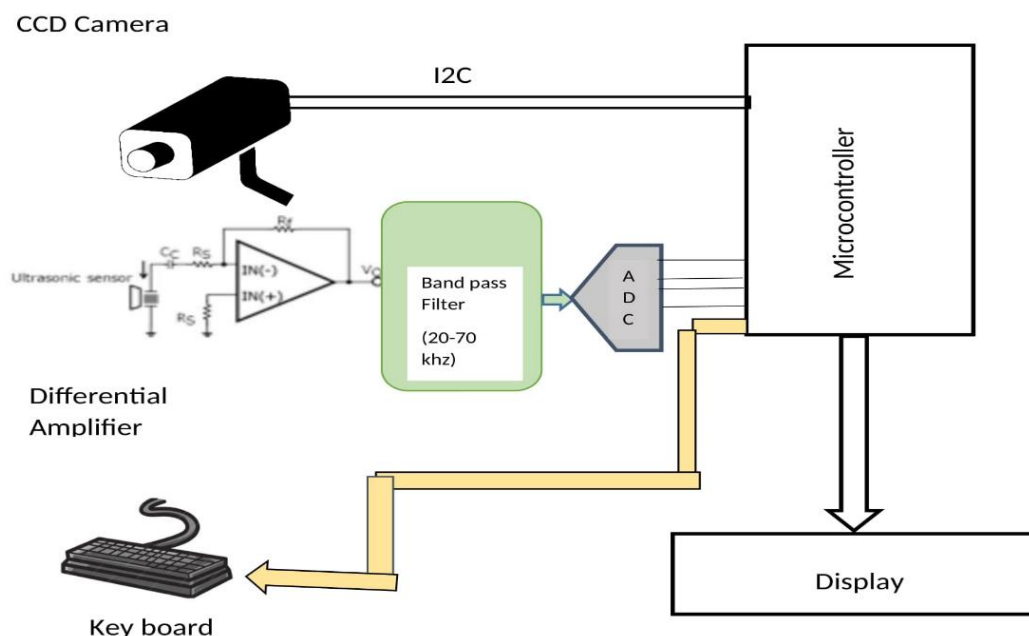 CCD Camera
I2C
Microcontroller
Rf
CC
RS
IN(-)
Ultrasonic sensor
IN(+)
RS
VO
Band pass
Filter
(20-70
khz)
A
D
C
Differential
Amplifier
Display
Key board